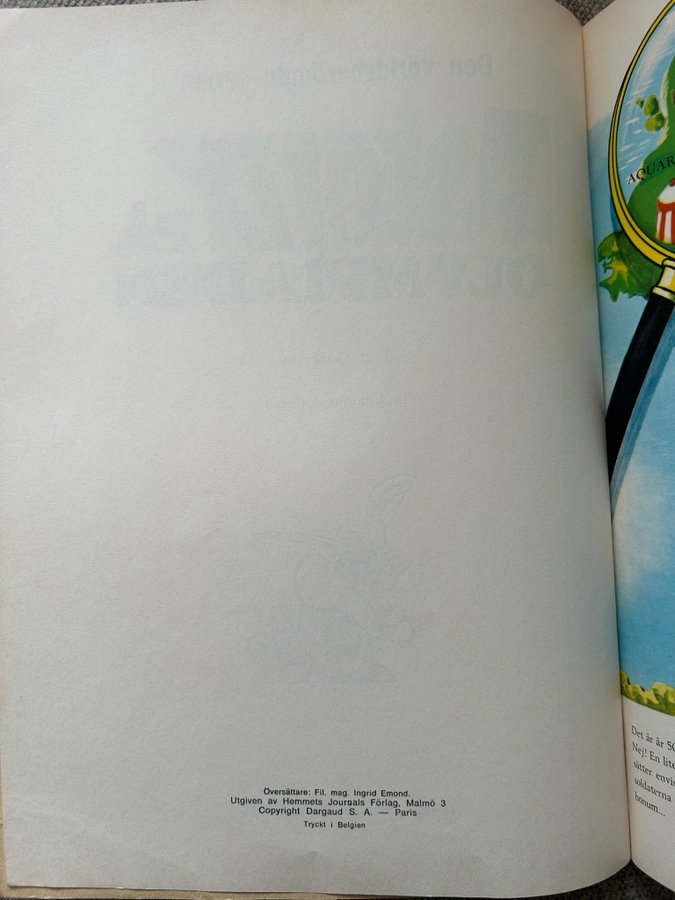 Översättare: Fil. mag. Ingrid Emond.
Utgiven av Hemmets Journals Förlag, Malmö 3
Copyright Dargaud S. A. — Paris
Tryckt i Belgien
AQUAR
Det är år 50
Nej! En lite
sätter envis
soldaterna
bonum...